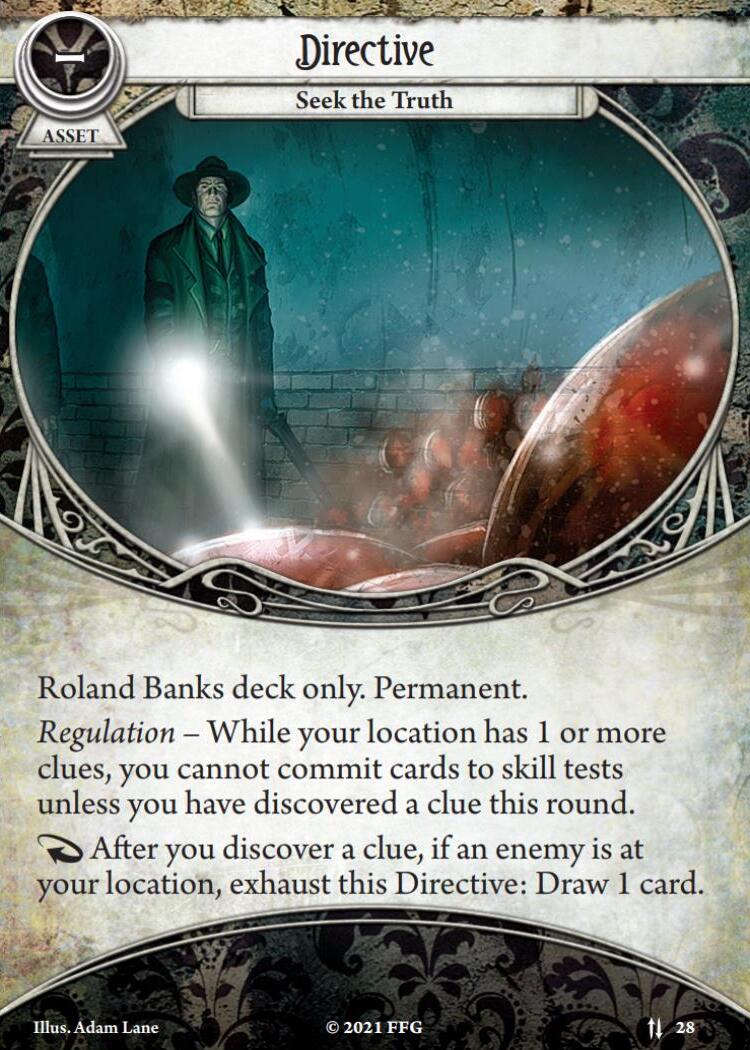 Directive
Seek the Truth
ASSET
–
Roland Banks deck only. Permanent.
Regulation – While your location has 1 or more
clues, you cannot commit cards to skill tests
unless you have discovered a clue this round.
After you discover a clue, if an enemy is at
your location, exhaust this Directive: Draw 1 card.
Illus. Adam Lane
© 2021 FFG
28